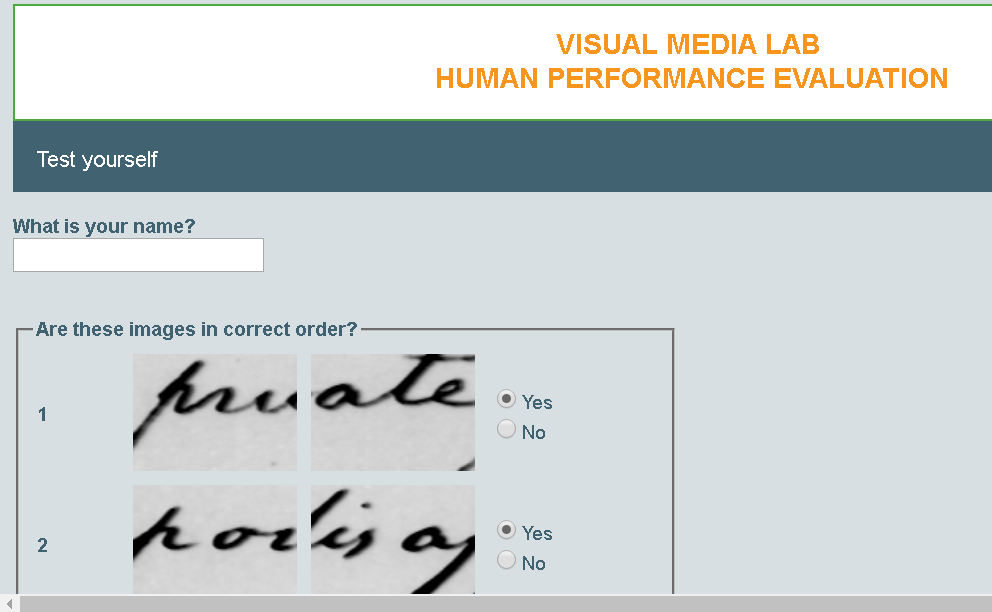 VISUAL MEDIA LAB
HUMAN PERFORMANCE EVALUATION
Test yourself
What is your name?
Are these images in correct order?
1 private Yes
No
2 Yes
No